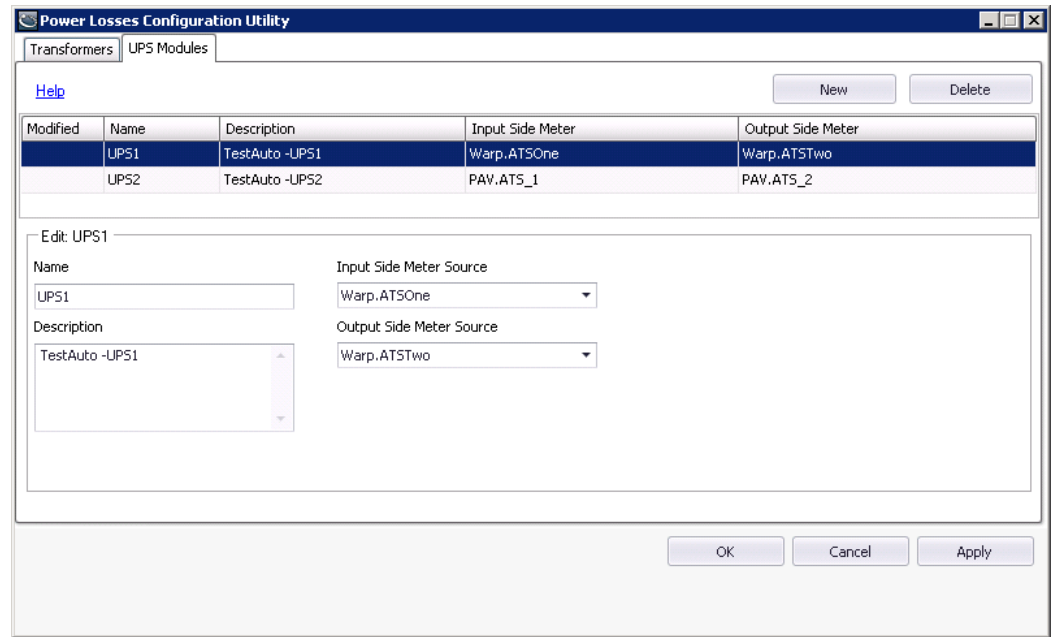 Power Losses Configuration Utility
Transformers UPS Modules
Help New Delete
Modified Name Description Input Side Meter Output Side Meter
UPS1 TestAuto -UPS1 Warp.ATSOne Warp.ATSTwo
UPS2 TestAuto -UPS2 PAV.ATS_1 PAV.ATS_2
Edit: UPS1
Name Input Side Meter Source
UPS1 Warp.ATSOne
Description Output Side Meter Source
TestAuto -UPS1 Warp.ATSTwo
OK Cancel Apply